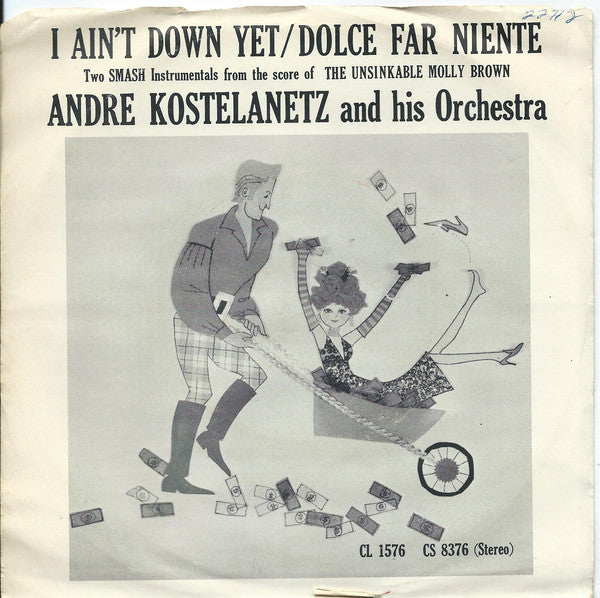 22712
I AIN'T DOWN YET/DOLCE FAR NIENTE
Two SMASH Instrumentals from the score of THE UNSINKABLE MOLLY BROWN
ANDRE KOSTELANETZ and his Orchestra
CL 1576 CS 8376 (Stereo)